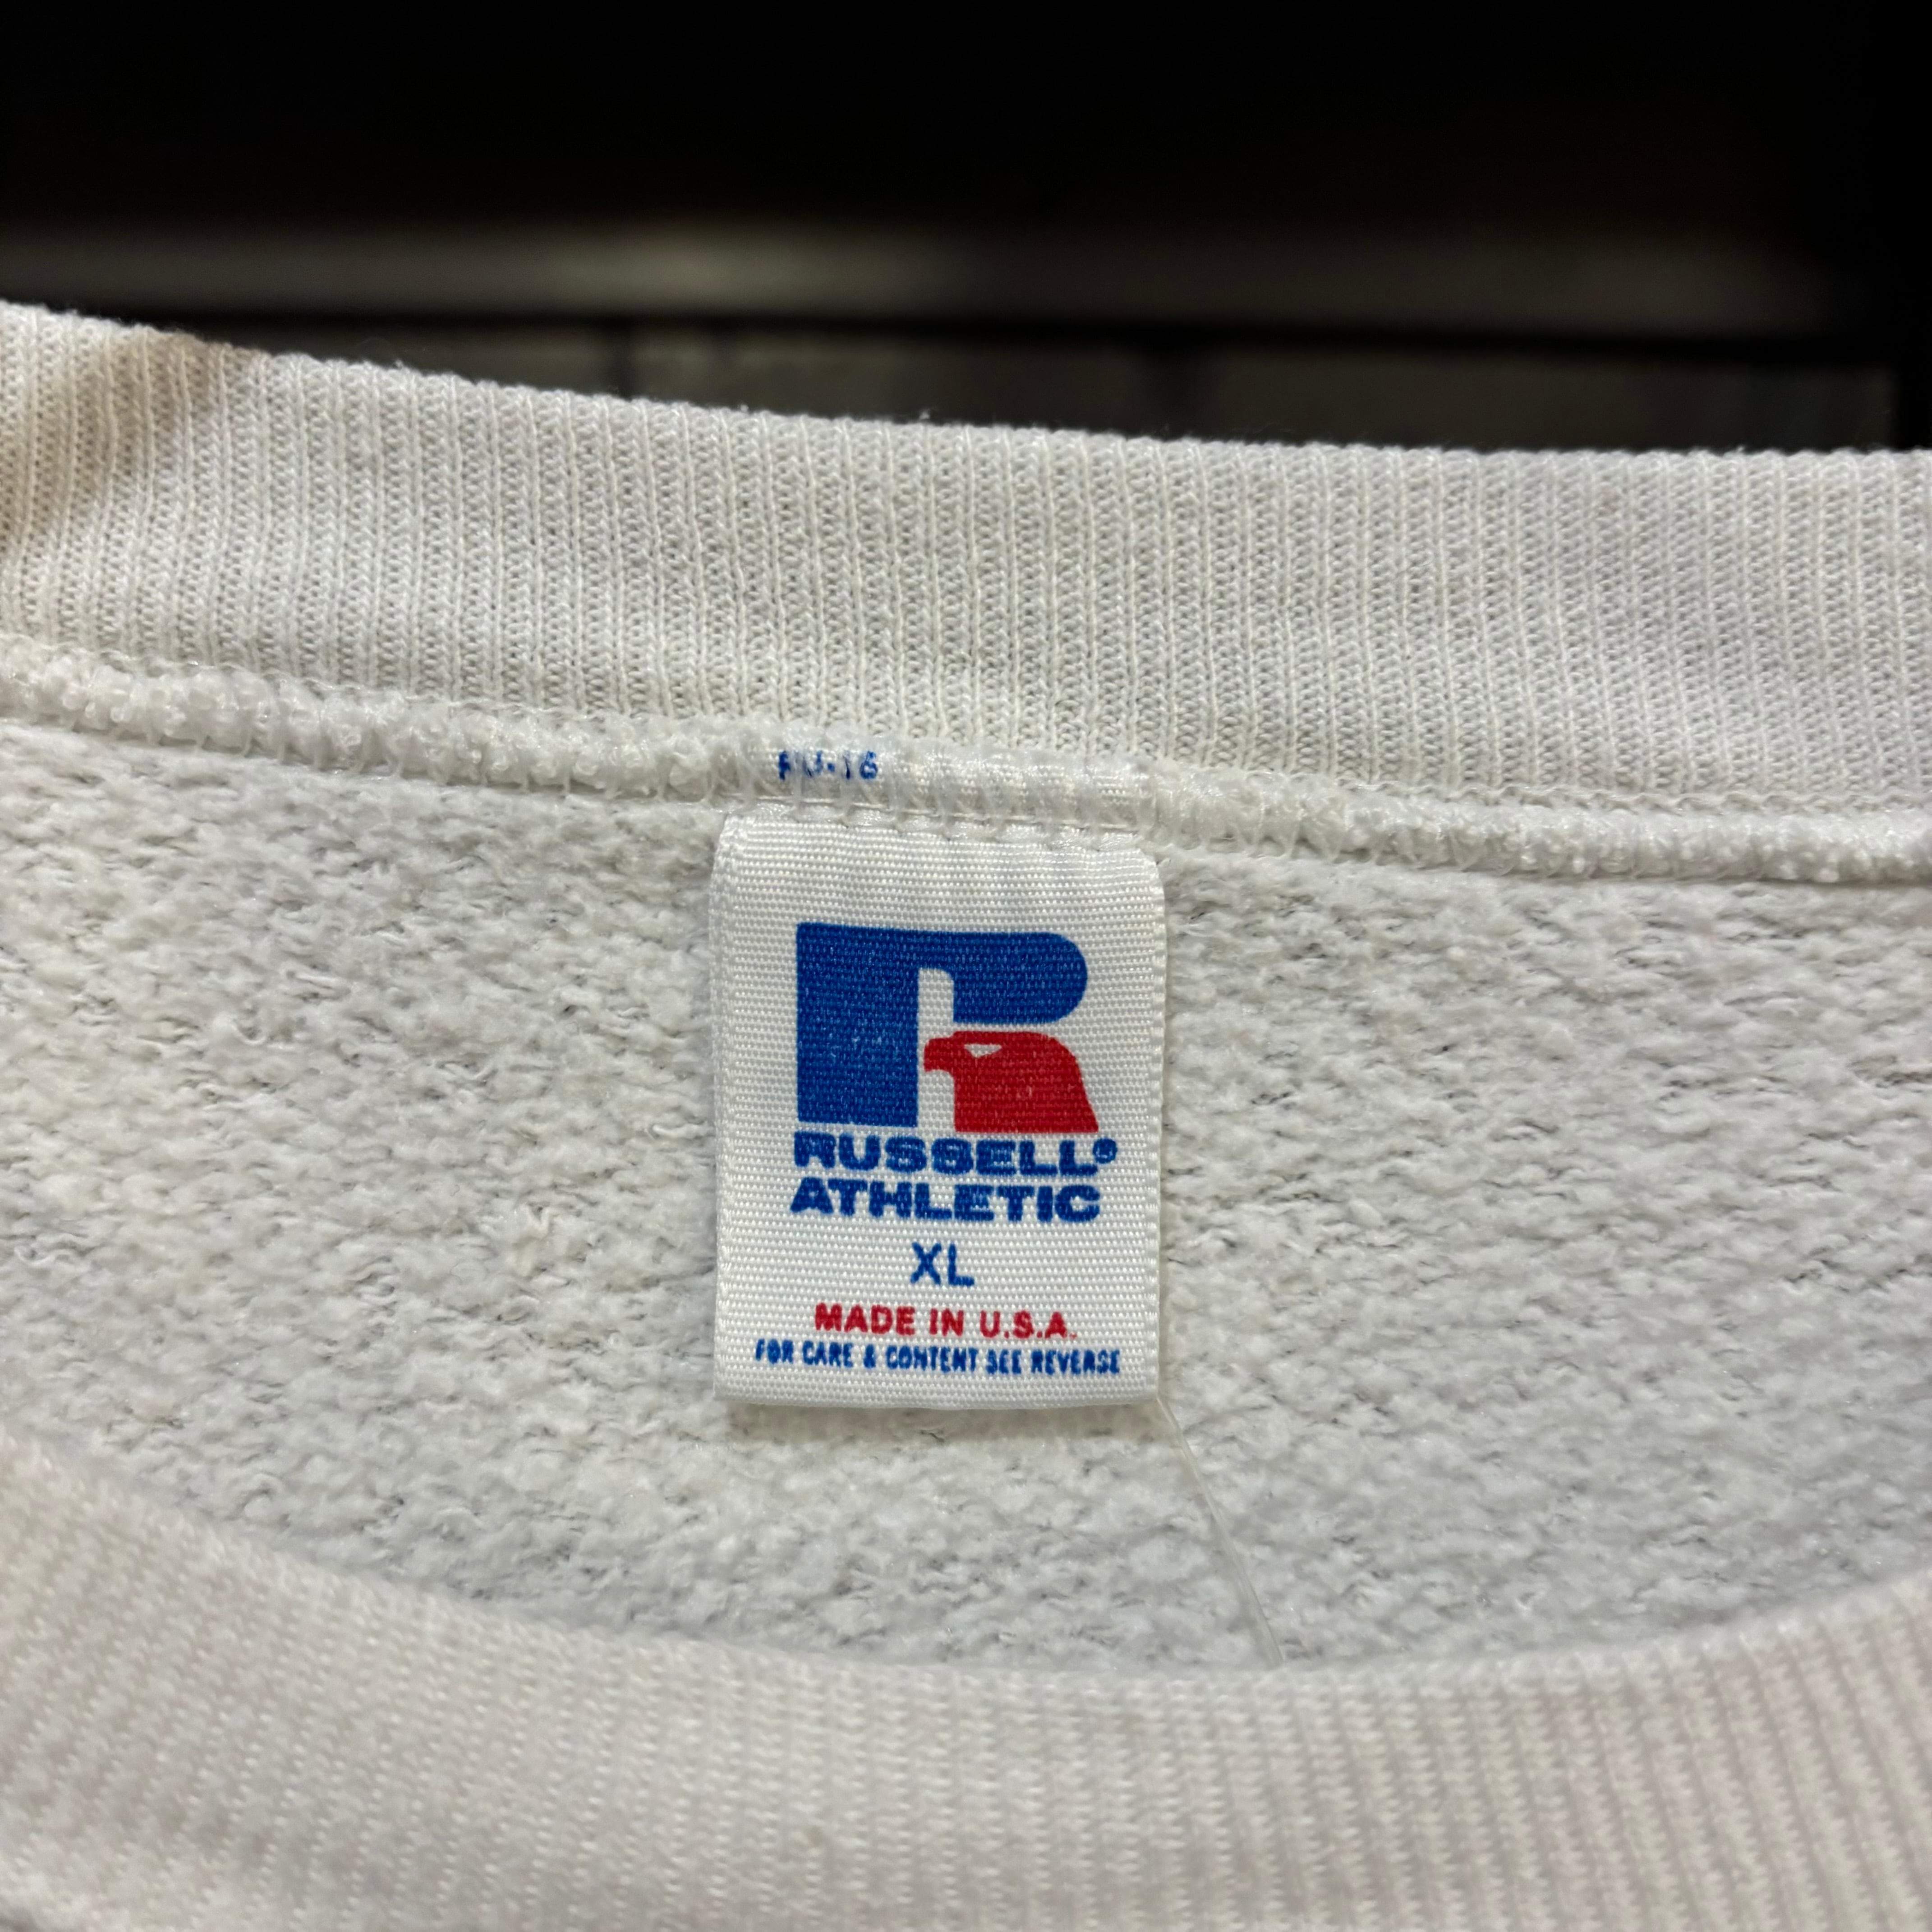 RUSSELL®
ATHLETIC
XL
MADE IN U.S.A.
FOR CARE & CONTENT SEE REVERSE